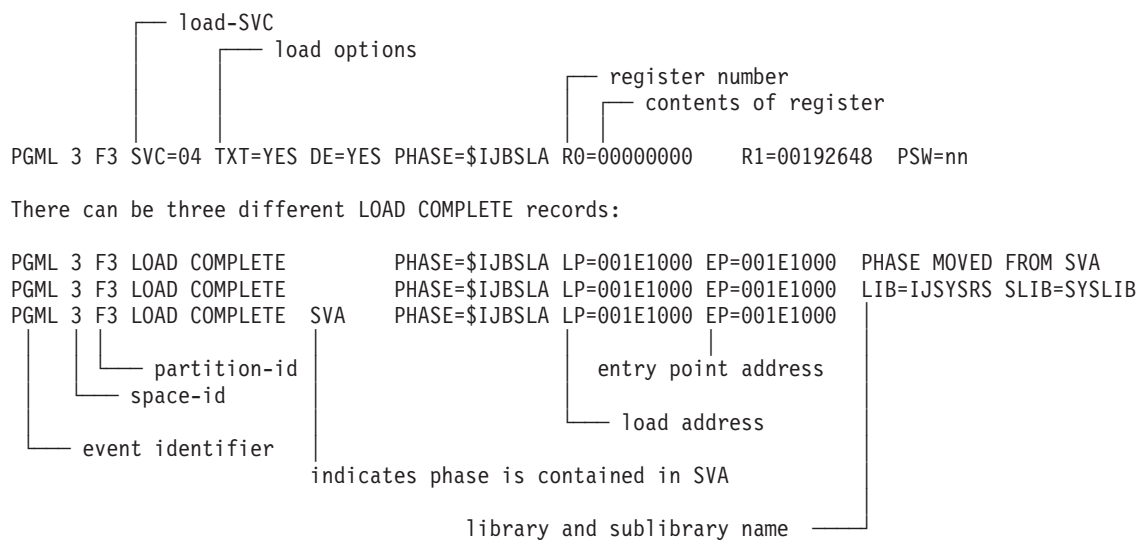 load-SVC
load options
register number
contents of register
PGML 3 F3 SVC=04 TXT=YES DE=YES PHASE=$IJBSLA R0=00000000 R1=00192648 PSW=nn
There can be three different LOAD COMPLETE records:
PGML 3 F3 LOAD COMPLETE PHASE=$IJBSLA LP=001E1000 EP=001E1000 PHASE MOVED FROM SVA
PGML 3 F3 LOAD COMPLETE PHASE=$IJBSLA LP=001E1000 EP=001E1000 LIB=IJSYSRS SLIB=SYSLIB
PGML 3 F3 LOAD COMPLETE SVA PHASE=$IJBSLA LP=001E1000 EP=001E1000
partition-id entry point address
space-id
load address
event identifier
indicates phase is contained in SVA
library and sublibrary name